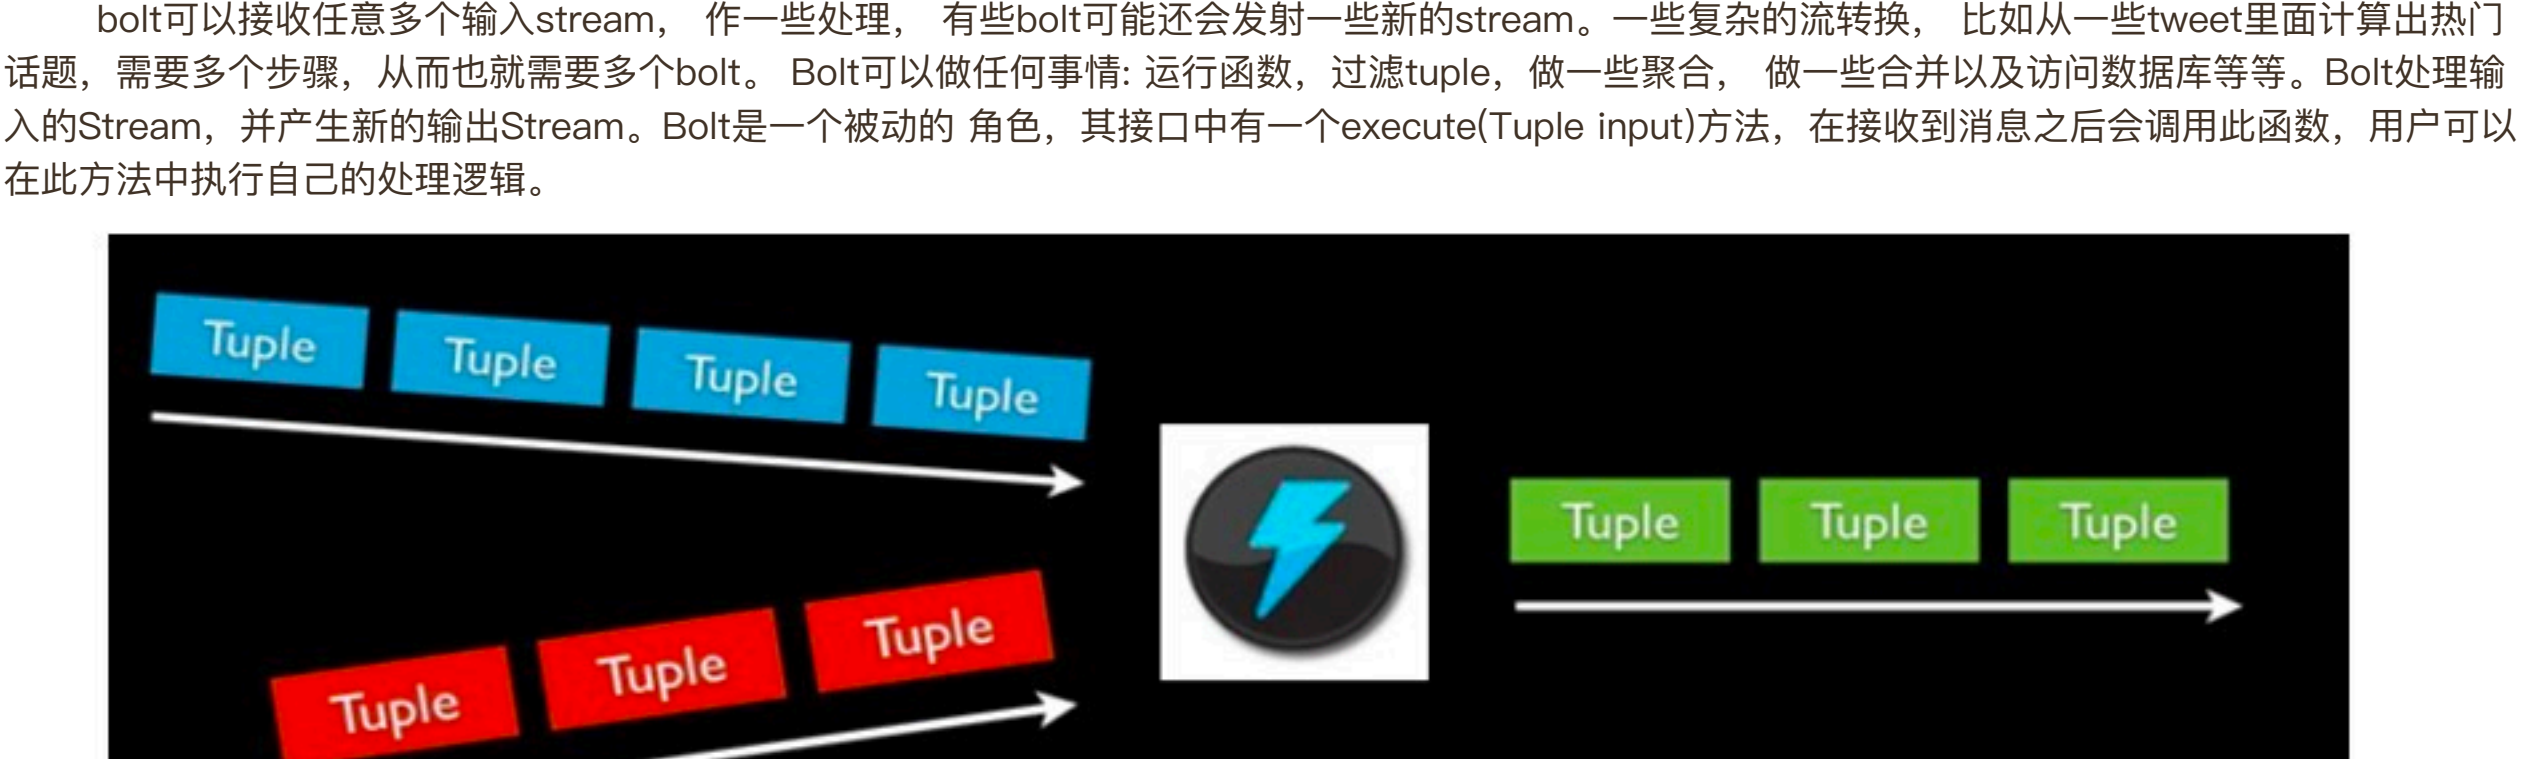 bolt可以接收任意多个输入stream， 作一些处理， 有些bolt可能还会发射一些新的stream。一些复杂的流转换， 比如从一些tweet里面计算出热门
话题，需要多个步骤，从而也就需要多个bolt。 Bolt可以做任何事情: 运行函数，过滤tuple，做一些聚合， 做一些合并以及访问数据库等等。Bolt处理输
入的Stream，并产生新的输出Stream。Bolt是一个被动的 角色，其接口中有一个execute(Tuple input)方法，在接收到消息之后会调用此函数，用户可以
在此方法中执行自己的处理逻辑。
Tuple Tuple Tuple Tuple
Tuple Tuple Tuple
Tuple Tuple Tuple